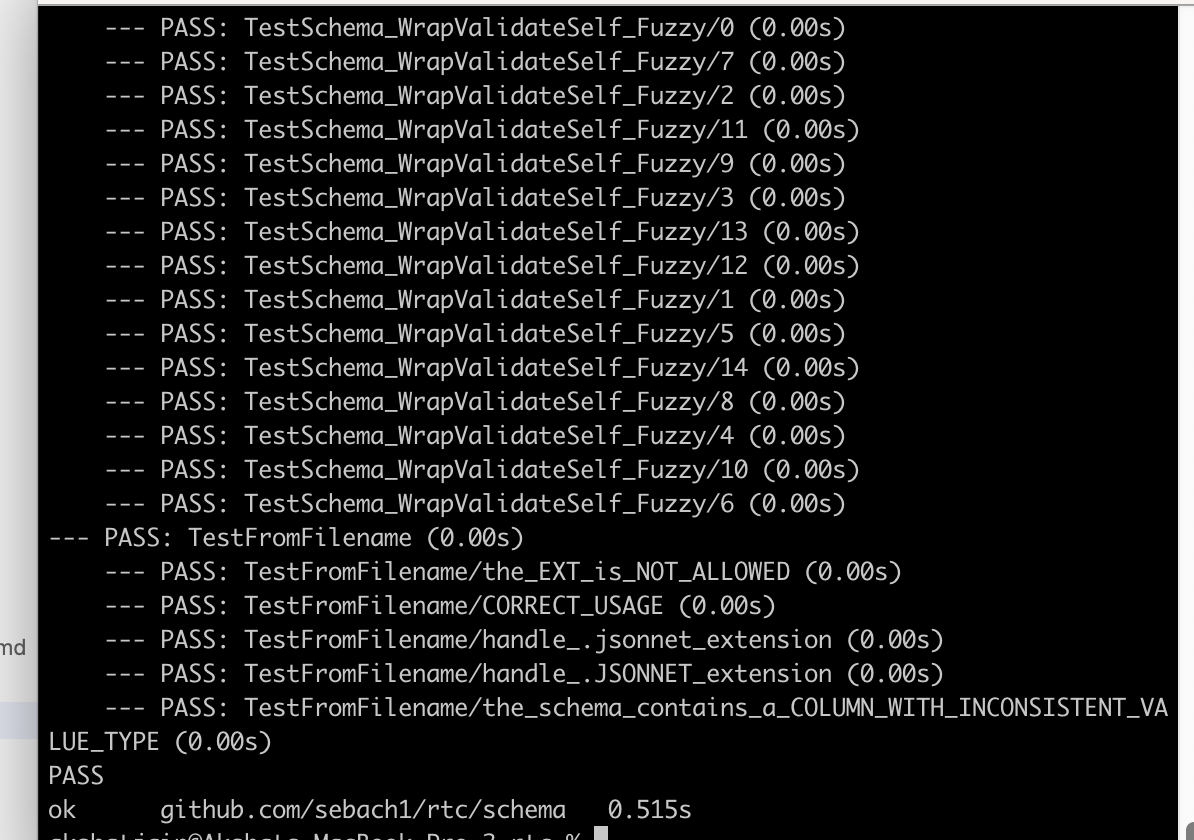 --- PASS: TestSchema_WrapValidateSelf_Fuzzy/0 (0.00s)
--- PASS: TestSchema_WrapValidateSelf_Fuzzy/7 (0.00s)
--- PASS: TestSchema_WrapValidateSelf_Fuzzy/2 (0.00s)
--- PASS: TestSchema_WrapValidateSelf_Fuzzy/11 (0.00s)
--- PASS: TestSchema_WrapValidateSelf_Fuzzy/9 (0.00s)
--- PASS: TestSchema_WrapValidateSelf_Fuzzy/3 (0.00s)
--- PASS: TestSchema_WrapValidateSelf_Fuzzy/13 (0.00s)
--- PASS: TestSchema_WrapValidateSelf_Fuzzy/12 (0.00s)
--- PASS: TestSchema_WrapValidateSelf_Fuzzy/1 (0.00s)
--- PASS: TestSchema_WrapValidateSelf_Fuzzy/5 (0.00s)
--- PASS: TestSchema_WrapValidateSelf_Fuzzy/14 (0.00s)
--- PASS: TestSchema_WrapValidateSelf_Fuzzy/8 (0.00s)
--- PASS: TestSchema_WrapValidateSelf_Fuzzy/4 (0.00s)
--- PASS: TestSchema_WrapValidateSelf_Fuzzy/10 (0.00s)
--- PASS: TestSchema_WrapValidateSelf_Fuzzy/6 (0.00s)
--- PASS: TestFromFilename (0.00s)
--- PASS: TestFromFilename/the_EXT_is_NOT_ALLOWED (0.00s)
--- PASS: TestFromFilename/CORRECT_USAGE (0.00s)
--- PASS: TestFromFilename/handle_.jsonnet_extension (0.00s)
--- PASS: TestFromFilename/handle_.JSONNET_extension (0.00s)
--- PASS: TestFromFilename/the_schema_contains_a_COLUMN_WITH_INCONSISTENT_VA
LUE_TYPE (0.00s)
PASS
ok github.com/sebach1/rtc/schema 0.515s
md